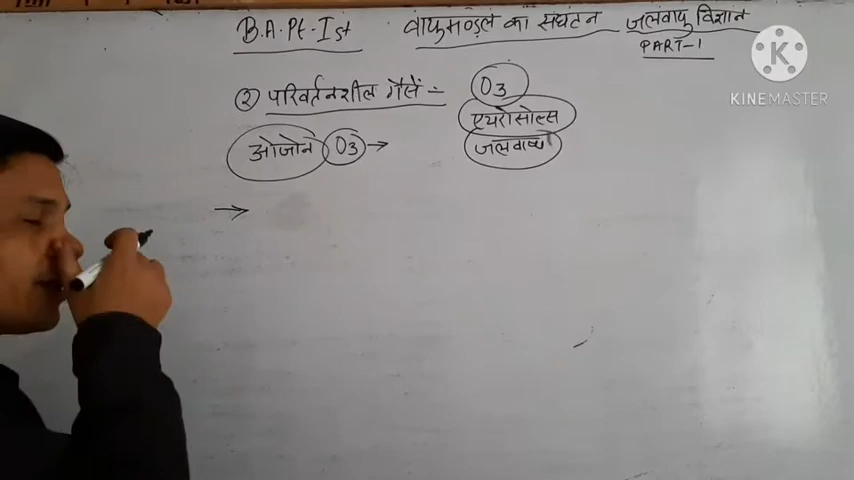 B.A. Pt-Ist वायुमण्डल का संघटन जलवायु विज्ञान
PART-1
② परिवर्तनशील गैसें - O3
एयरोसोल्स
ओजोन O3 → जलवाष्प
→
KINEMASTER